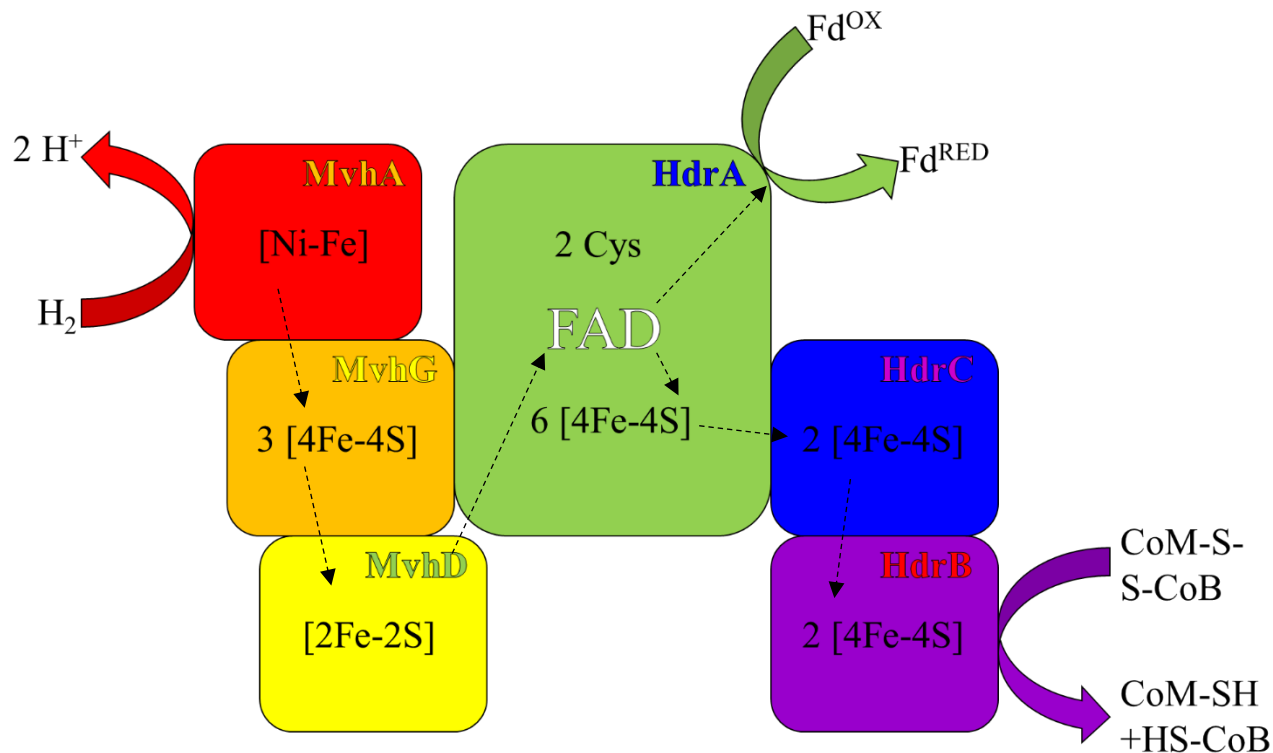 Fd^OX
2 H⁺
MvhA
HdrA
Fd^RED
[Ni-Fe]
2 Cys
H₂
FAD
MvhG
HdrC
3 [4Fe-4S]
6 [4Fe-4S]
2 [4Fe-4S]
MvhD
HdrB
CoM-S-
S-CoB
[2Fe-2S]
2 [4Fe-4S]
CoM-SH
+HS-CoB